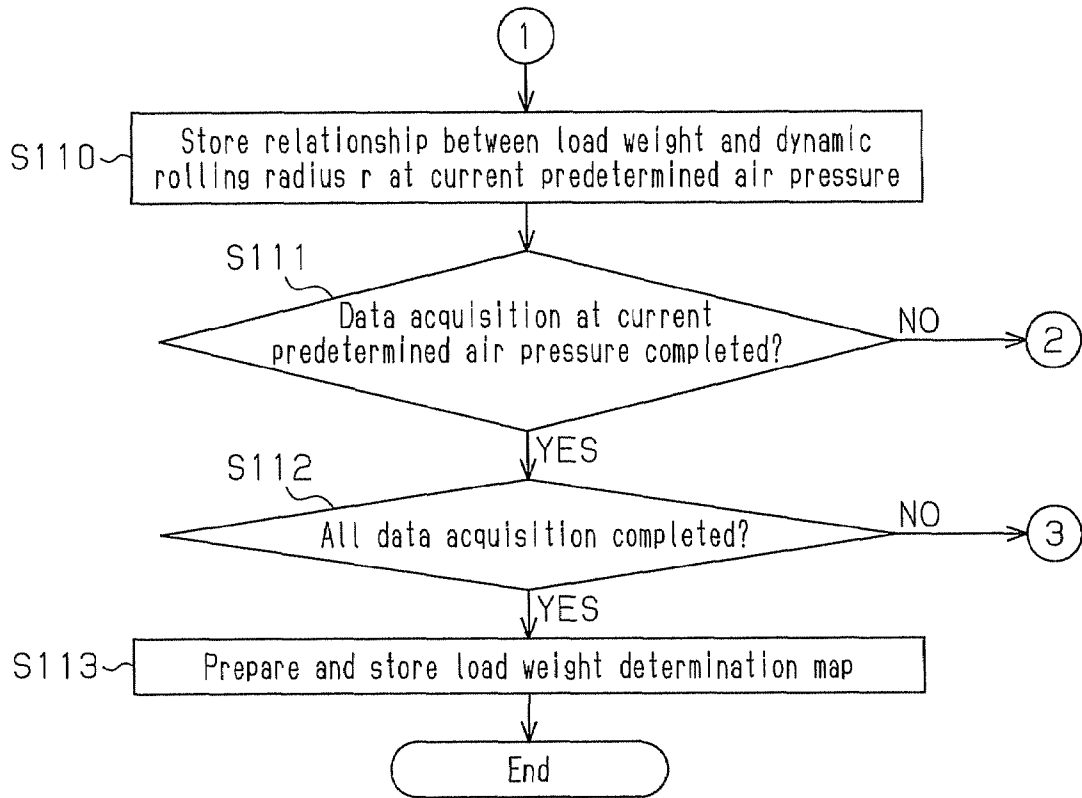 1
S110
Store relationship between load weight and dynamic
rolling radius r at current predetermined air pressure
S111
Data acquisition at current
predetermined air pressure completed?
NO
2
YES
S112
All data acquisition completed?
NO
3
YES
S113
Prepare and store load weight determination map
End